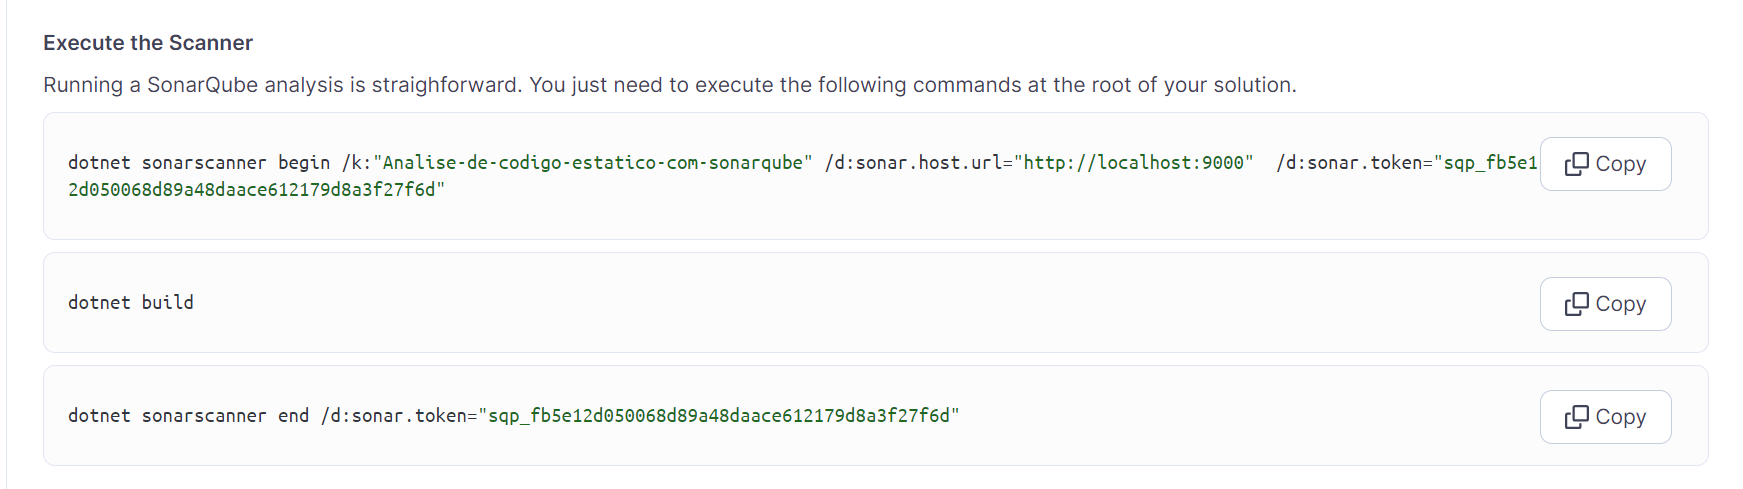 Execute the Scanner
Running a SonarQube analysis is straighforward. You just need to execute the following commands at the root of your solution.
dotnet sonarscanner begin /k:"Analise-de-codigo-estatico-com-sonarqube" /d:sonar.host.url="http://localhost:9000"  /d:sonar.token="sqp_fb5e1
2d050068d89a48daace612179d8a3f27f6d"
Copy
dotnet build
Copy
dotnet sonarscanner end /d:sonar.token="sqp_fb5e12d050068d89a48daace612179d8a3f27f6d"
Copy